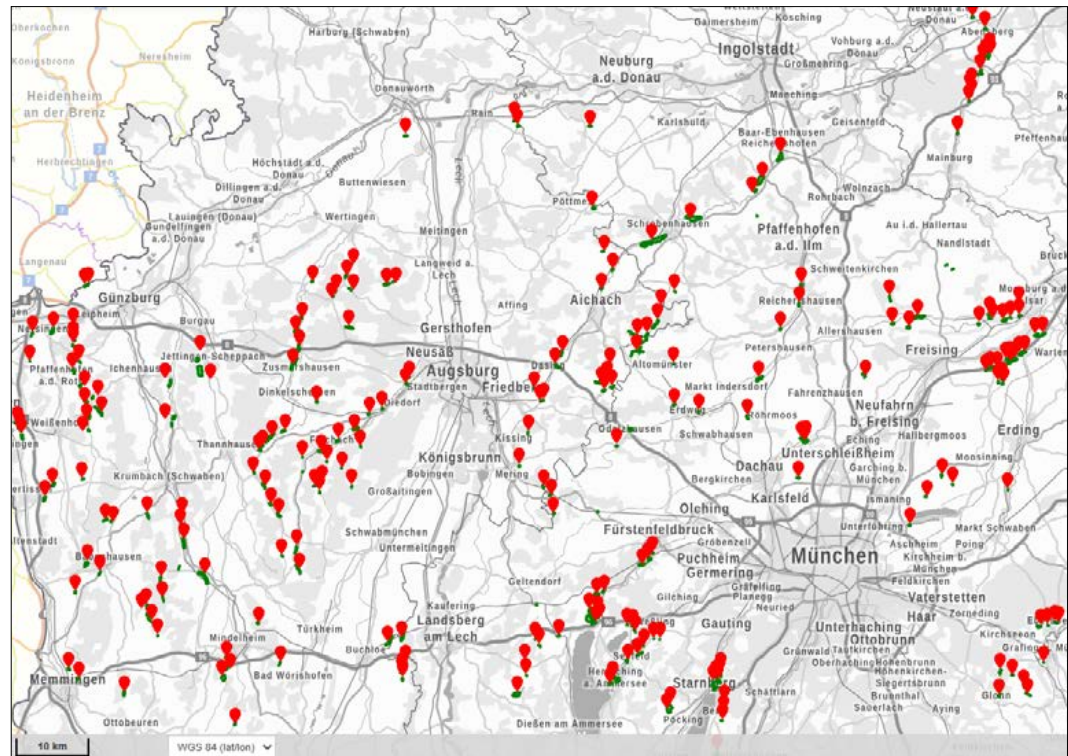 Oberkochen
Königsbronn
Heidenheim
an der Brenz
Herbrechtingen
Neresheim
Harburg (Schwaben)
Donauwörth
Rain
Höchstädt a.d.
Donau
Dillingen a.d.
Donau
Lauingen (Donau)
Gundelfingen
a.d. Donau
Buttenwiesen
Wertingen
Meitingen
Langweid a.
Lech
Langenau
Günzburg
Leipheim
Burgau
Jettingen-Scheppach
Ichenhausen
Pfaffenhofen
a.d. Roth
Weißenhorn
Zusmarshausen
Dinkelscherben
Thannhausen
Fischach
Diedorf
Gersthofen
Neusäß
Augsburg
Stadtbergen
Friedberg
Affing
Aichach
Dasing
Kissing
Königsbrunn
Bobingen
Mering
Großaitingen
Schwabmünchen
Untermeitingen
Krumbach (Schwaben)
Mindelheim
Türkheim
Bad Wörishofen
Buchloe
Memmingen
Ottobeuren
Kaufering
Landsberg
am Lech
Geltendorf
Dießen am Ammersee
Gaimersheim
Kösching
Ingolstadt
Vohburg a.d.
Donau
Großmehring
Manching
Neuburg
a.d. Donau
Karlshuld
Geisenfeld
Baar-Ebenhausen
Reichertshofen
Abensberg
Mainburg
Pöttmes
Schrobenhausen
Rohrbach
Wolnzach
Pfaffenhofen
a.d. Ilm
Au i.d. Hallertau
Nandlstadt
Schweitenkirchen
Reichertshausen
Allershausen
Petershausen
Altomünster
Markt Indersdorf
Erdweg
Odelzhausen
Schwabhausen
Röhrmoos
Fahrenzhausen
Freising
Neufahrn
b. Freising
Eching
Hallbergmoos
Erding
Moosinning
Unterschleißheim
Garching b.
München
Ismaning
Dachau
Bergkirchen
Karlsfeld
Olching
Fürstenfeldbruck
Gröbenzell
Puchheim
Germering
Gräfelfing
Planegg
Gilching
Neuried
Gauting
Unterföhring
Aschheim
Kirchheim b.
München
Markt Schwaben
Poing
Feldkirchen
München
Vaterstetten
Haar
Zorneding
Kirchseeon
Unterhaching
Ottobrunn
Taufkirchen
Grünwald
Oberhaching
Höhenkirchen-
Siegertsbrunn
Brunnthal
Sauerlach
Aying
Glonn
Schäftlarn
Starnberg
Pöcking
Herrsching
a. Ammersee
10 km
WGS 84 (lat/lon)